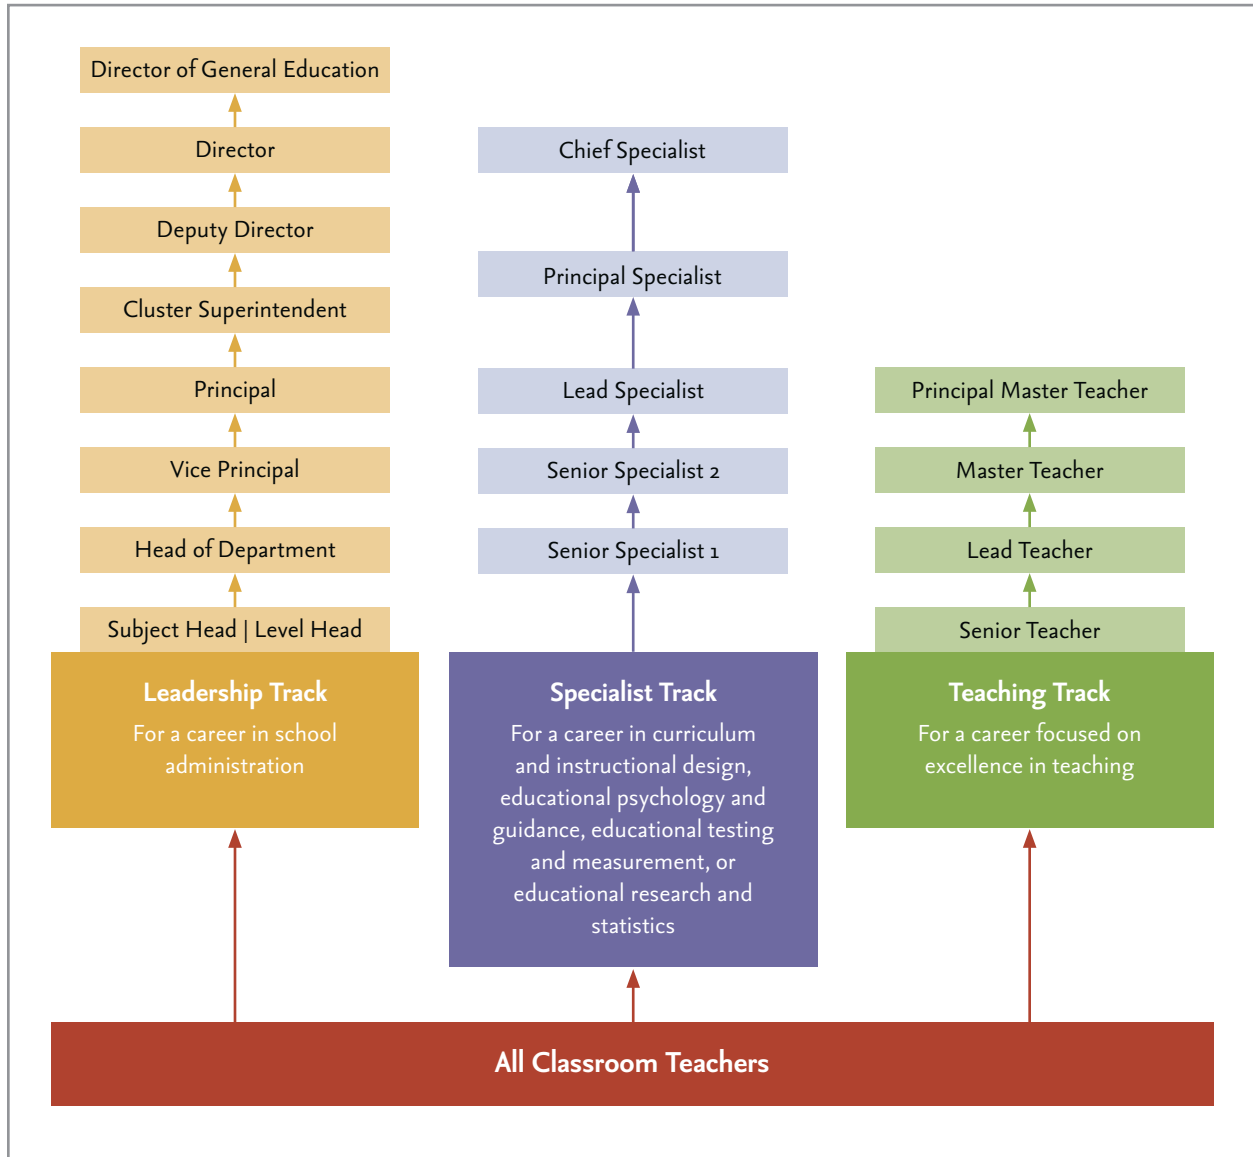 Director of General Education
Director
Deputy Director
Cluster Superintendent
Principal
Vice Principal
Head of Department
Subject Head | Level Head
Leadership Track
For a career in school
administration
Chief Specialist
Principal Specialist
Lead Specialist
Senior Specialist 2
Senior Specialist 1
Specialist Track
For a career in curriculum
and instructional design,
educational psychology and
guidance, educational testing
and measurement, or
educational research and
statistics
Principal Master Teacher
Master Teacher
Lead Teacher
Senior Teacher
Teaching Track
For a career focused on
excellence in teaching
All Classroom Teachers